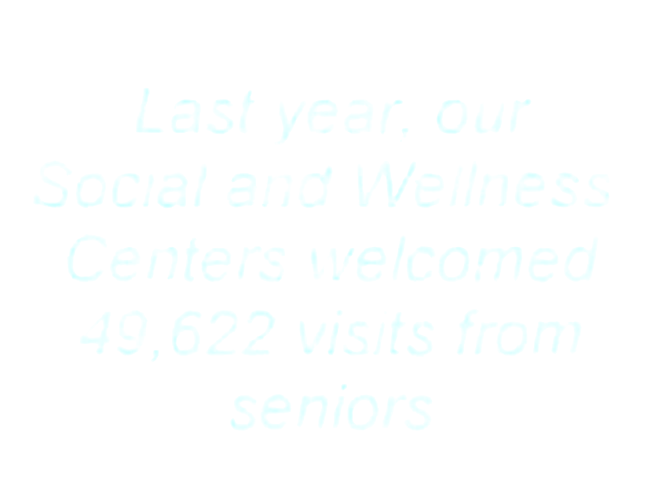 Last year, our
Social and Wellness
Centers welcomed
49,622 visits from
seniors